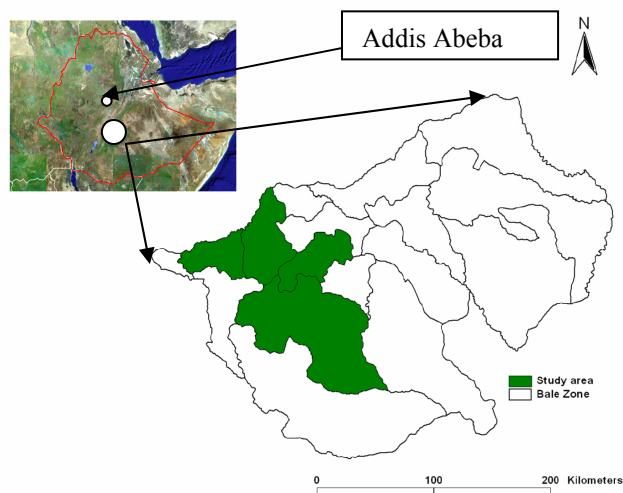 Addis Abeba
N
Study area
Bale Zone
0 100 200 Kilometers